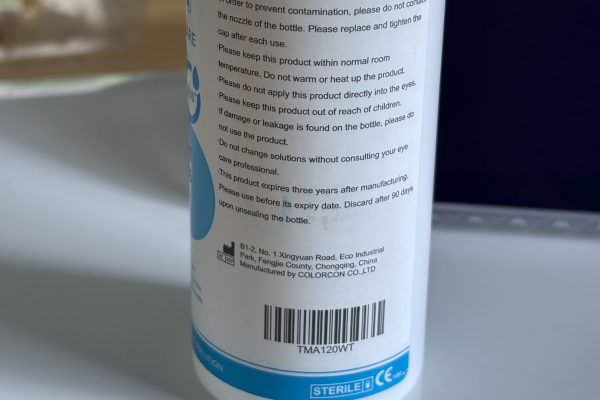 In order to prevent contamination, please do not contact
the nozzle of the bottle. Please replace and tighten the
cap after each use.
·Please keep this product within normal room
temperature. Do not warm or heat up the product.
·Please do not apply this product directly into the eyes.
·Please keep this product out of reach of children.
·If damage or leakage is found on the bottle, please do
not use the product.
·Do not change solutions without consulting your eye
care professional.
·This product expires three years after manufacturing.
Please use before its expiry date. Discard after 90 days
upon unsealing the bottle.
B1-2, No. 1 Xingyuan Road, Eco Industrial
Park, Fengjie County, Chongqing, China
Manufactured by COLORCON CO.,LTD
TMA120WT
STERILE CE